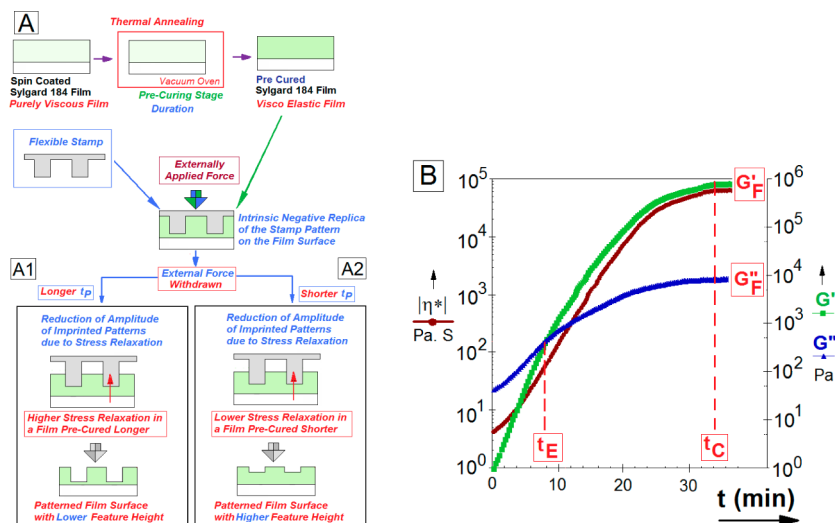 A
Thermal Annealing
Vacuum Oven
Spin Coated
Sylgard 184 Film
Purely Viscous Film
Pre-Curing Stage
Duration
Pre Cured
Sylgard 184 Film
Visco Elastic Film
Flexible Stamp
Externally
Applied Force
Intrinsic Negative Replica
of the Stamp Pattern
on the Film Surface
External Force
Withdrawn
A1
Longer tP
A2
Shorter tP
Reduction of Amplitude
of Imprinted Patterns
due to Stress Relaxation
Higher Stress Relaxation in
a Film Pre-Cured Longer
Patterned Film Surface
with Lower Feature Height
Reduction of Amplitude
of Imprinted Patterns
due to Stress Relaxation
Lower Stress Relaxation in
a Film Pre-Cured Shorter
Patterned Film Surface
with Higher Feature Height
B
10^5
10^4
10^3
10^2
10^1
10^0
|η*|
Pa. S
G'F
G''F
tE
tC
10^6
10^5
10^4
10^3
10^2
10^1
10^0
G'
G''
Pa
0
10
20
30
t (min)